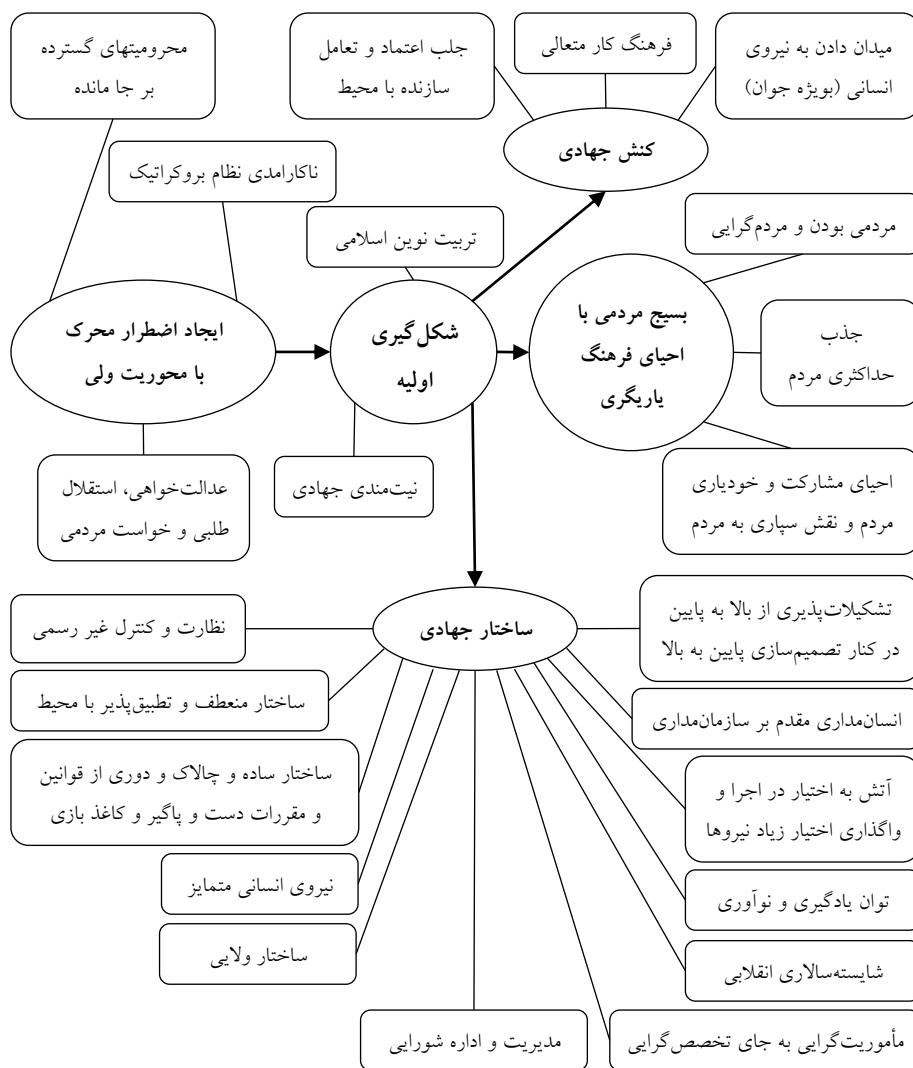 محرومیتهای گسترده
بر جا مانده
جلب اعتماد و تعامل
سازنده با محیط
فرهنگ کار متعالی
میدان دادن به نیروی
انسانی (بویژه جوان)
کنش جهادی
ناکارامدی نظام بروکراتیک
تربیت نوین اسلامی
مردمی بودن و مردم‌گرایی
ایجاد اضطرار محرک
با محوریت ولی
شکل‌گیری
اولیه
بسیج مردمی با
احیای فرهنگ
یاریگری
جذب
حداکثری مردم
عدالت‌خواهی، استقلال
طلبی و خواست مردمی
نیت‌مندی جهادی
احیای مشارکت و خودیاری
مردم و نقش سپاری به مردم
ساختار جهادی
تشکیلات‌پذیری از بالا به پایین
در کنار تصمیم‌سازی پایین به بالا
انسان‌مداری مقدم بر سازمان‌مداری
آتش به اختیار در اجرا و
واگذاری اختیار زیاد نیروها
توان یادگیری و نوآوری
شایسته‌سالاری انقلابی
مأموریت‌گرایی به جای تخصص‌گرایی
مدیریت و اداره شورایی
نظارت و کنترل غیر رسمی
ساختار منعطف و تطبیق‌پذیر با محیط
ساختار ساده و چالاک و دوری از قوانین
و مقررات دست و پاگیر و کاغذ بازی
نیروی انسانی متمایز
ساختار ولایی